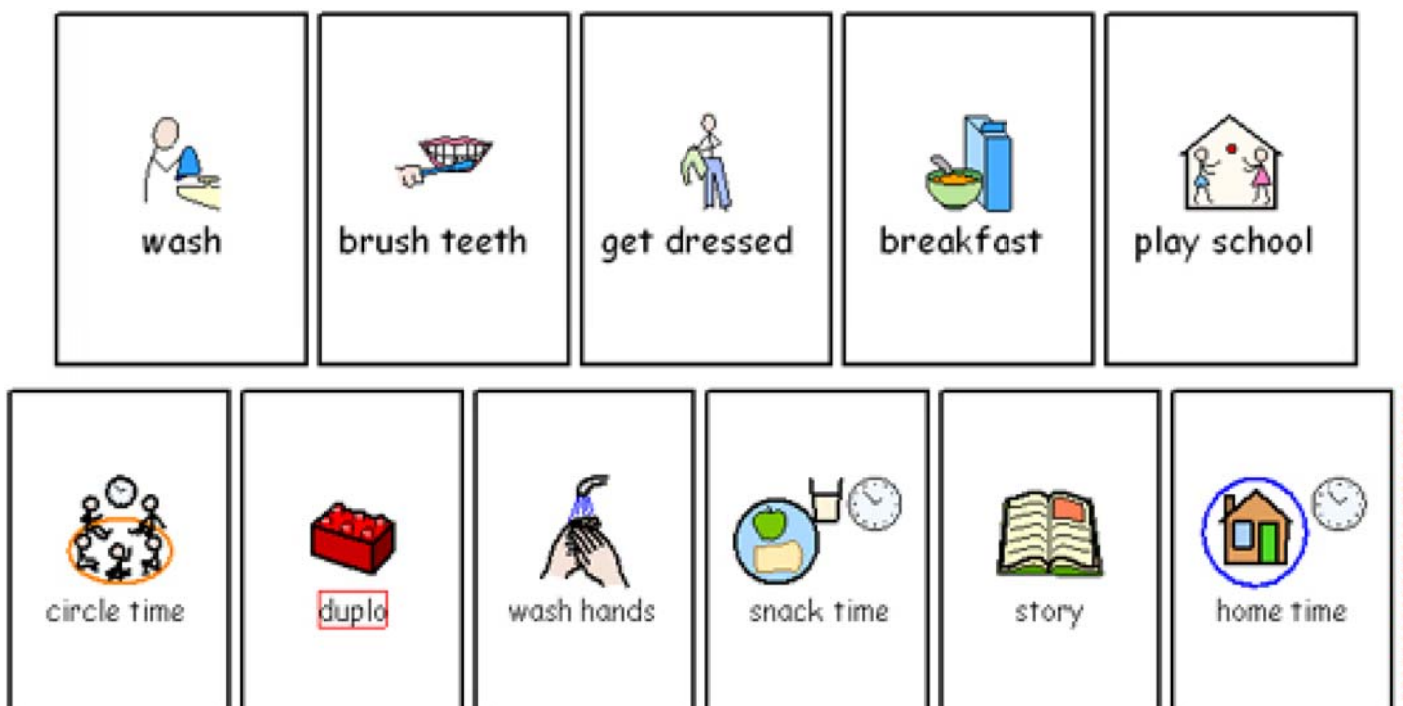 wash
brush teeth
get dressed
breakfast
play school
circle time
duplo
wash hands
snack time
story
home time